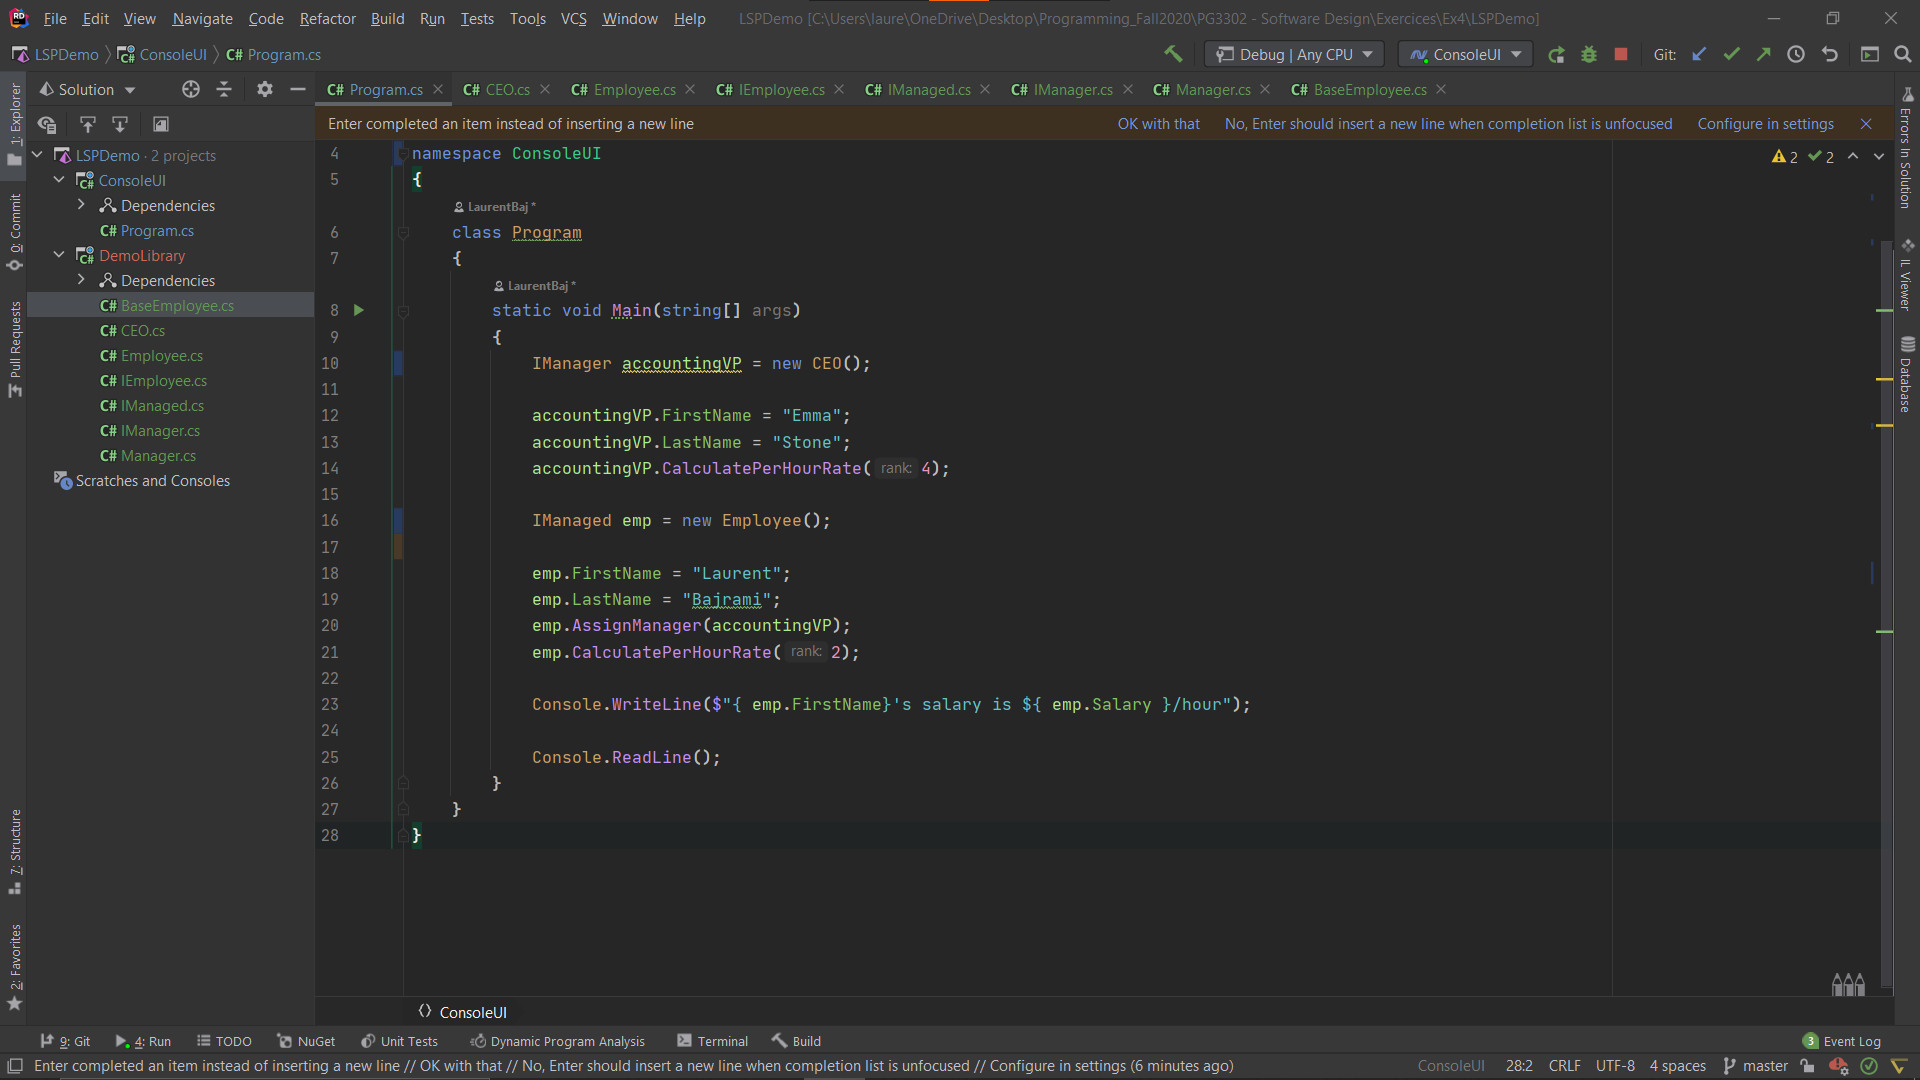 File Edit View Navigate Code Refactor Build Run Tests Tools VCS Window Help LSPDemo [C:\Users\laure\OneDrive\Desktop\Programming_Fall2020\PG3302 - Software Design\Exercices\Ex4\LSPDemo]
LSPDemo ConsoleUI C# Program.cs Debug | Any CPU ConsoleUI Git:
Solution
C# Program.cs C# CEO.cs C# Employee.cs C# IEmployee.cs C# IManaged.cs C# IManager.cs C# Manager.cs C# BaseEmployee.cs
Enter completed an item instead of inserting a new line OK with that No, Enter should insert a new line when completion list is unfocused Configure in settings
1: Explorer
0: Commit
Pull Requests
7: Structure
2: Favorites
LSPDemo · 2 projects
ConsoleUI
Dependencies
C# Program.cs
DemoLibrary
Dependencies
C# BaseEmployee.cs
C# CEO.cs
C# Employee.cs
C# IEmployee.cs
C# IManaged.cs
C# IManager.cs
C# Manager.cs
Scratches and Consoles
4 namespace ConsoleUI
5 {
LaurentBaj *
6 class Program
7 {
LaurentBaj *
8 static void Main(string[] args)
9 {
10 IManager accountingVP = new CEO();
11
12 accountingVP.FirstName = "Emma";
13 accountingVP.LastName = "Stone";
14 accountingVP.CalculatePerHourRate( rank: 4);
15
16 IManaged emp = new Employee();
17
18 emp.FirstName = "Laurent";
19 emp.LastName = "Bajrami";
20 emp.AssignManager(accountingVP);
21 emp.CalculatePerHourRate( rank: 2);
22
23 Console.WriteLine($"{ emp.FirstName}'s salary is ${ emp.Salary }/hour");
24
25 Console.ReadLine();
26 }
27 }
28 }
2 2
Errors In Solution
IL Viewer
Database
ConsoleUI
9: Git 4: Run TODO NuGet Unit Tests Dynamic Program Analysis Terminal Build 3 Event Log
Enter completed an item instead of inserting a new line // OK with that // No, Enter should insert a new line when completion list is unfocused // Configure in settings (6 minutes ago) ConsoleUI 28:2 CRLF UTF-8 4 spaces master